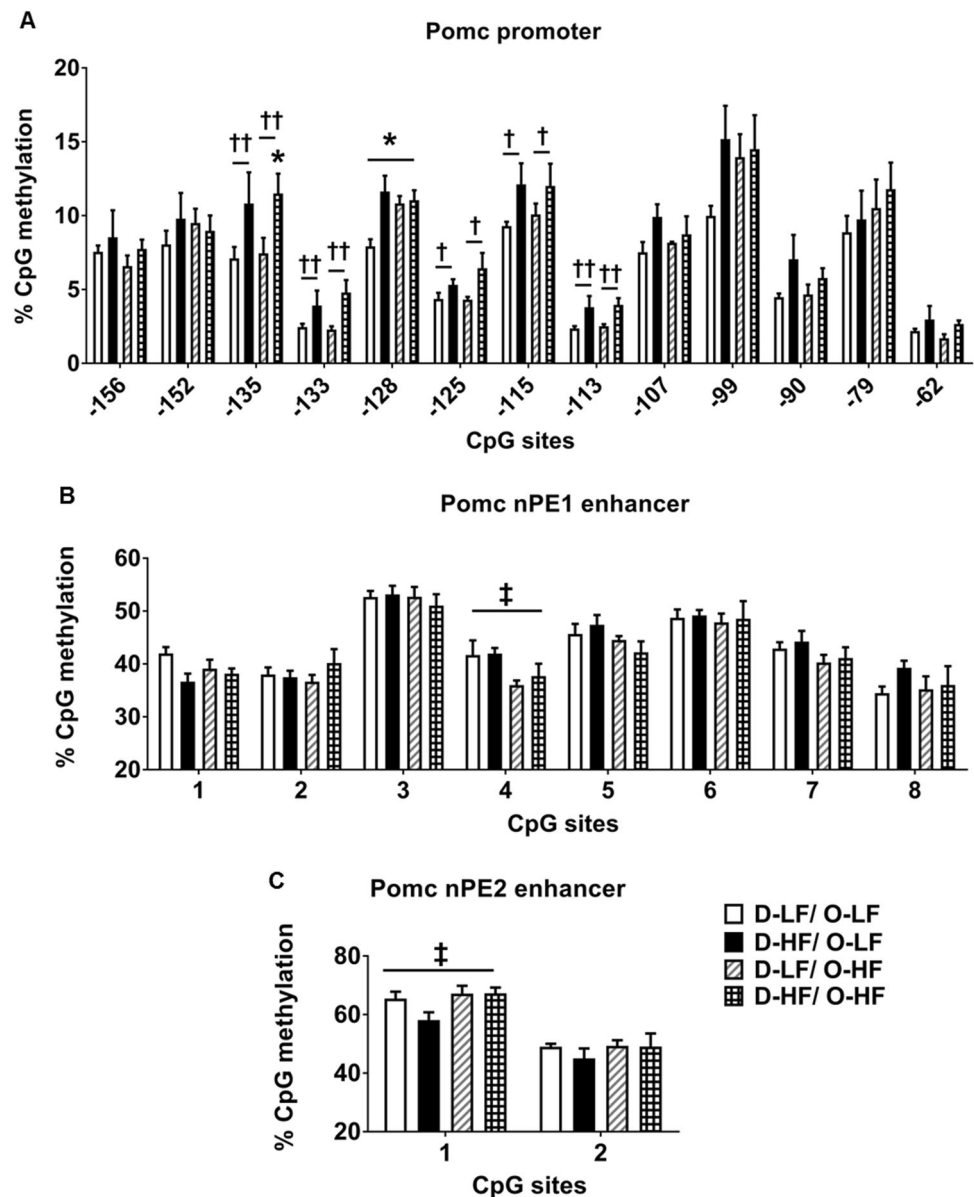 A
Pomc promoter
% CpG methylation
20
15
10
5
0
†† †† * †† †† * † † † † †† ††
-156 -152 -135 -133 -128 -125 -115 -113 -107 -99 -90 -79 -62
CpG sites
B
Pomc nPE1 enhancer
% CpG methylation
60
50
40
30
20
‡
1 2 3 4 5 6 7 8
CpG sites
C
Pomc nPE2 enhancer
% CpG methylation
80
60
40
20
‡
1 2
CpG sites
D-LF/ O-LF
D-HF/ O-LF
D-LF/ O-HF
D-HF/ O-HF